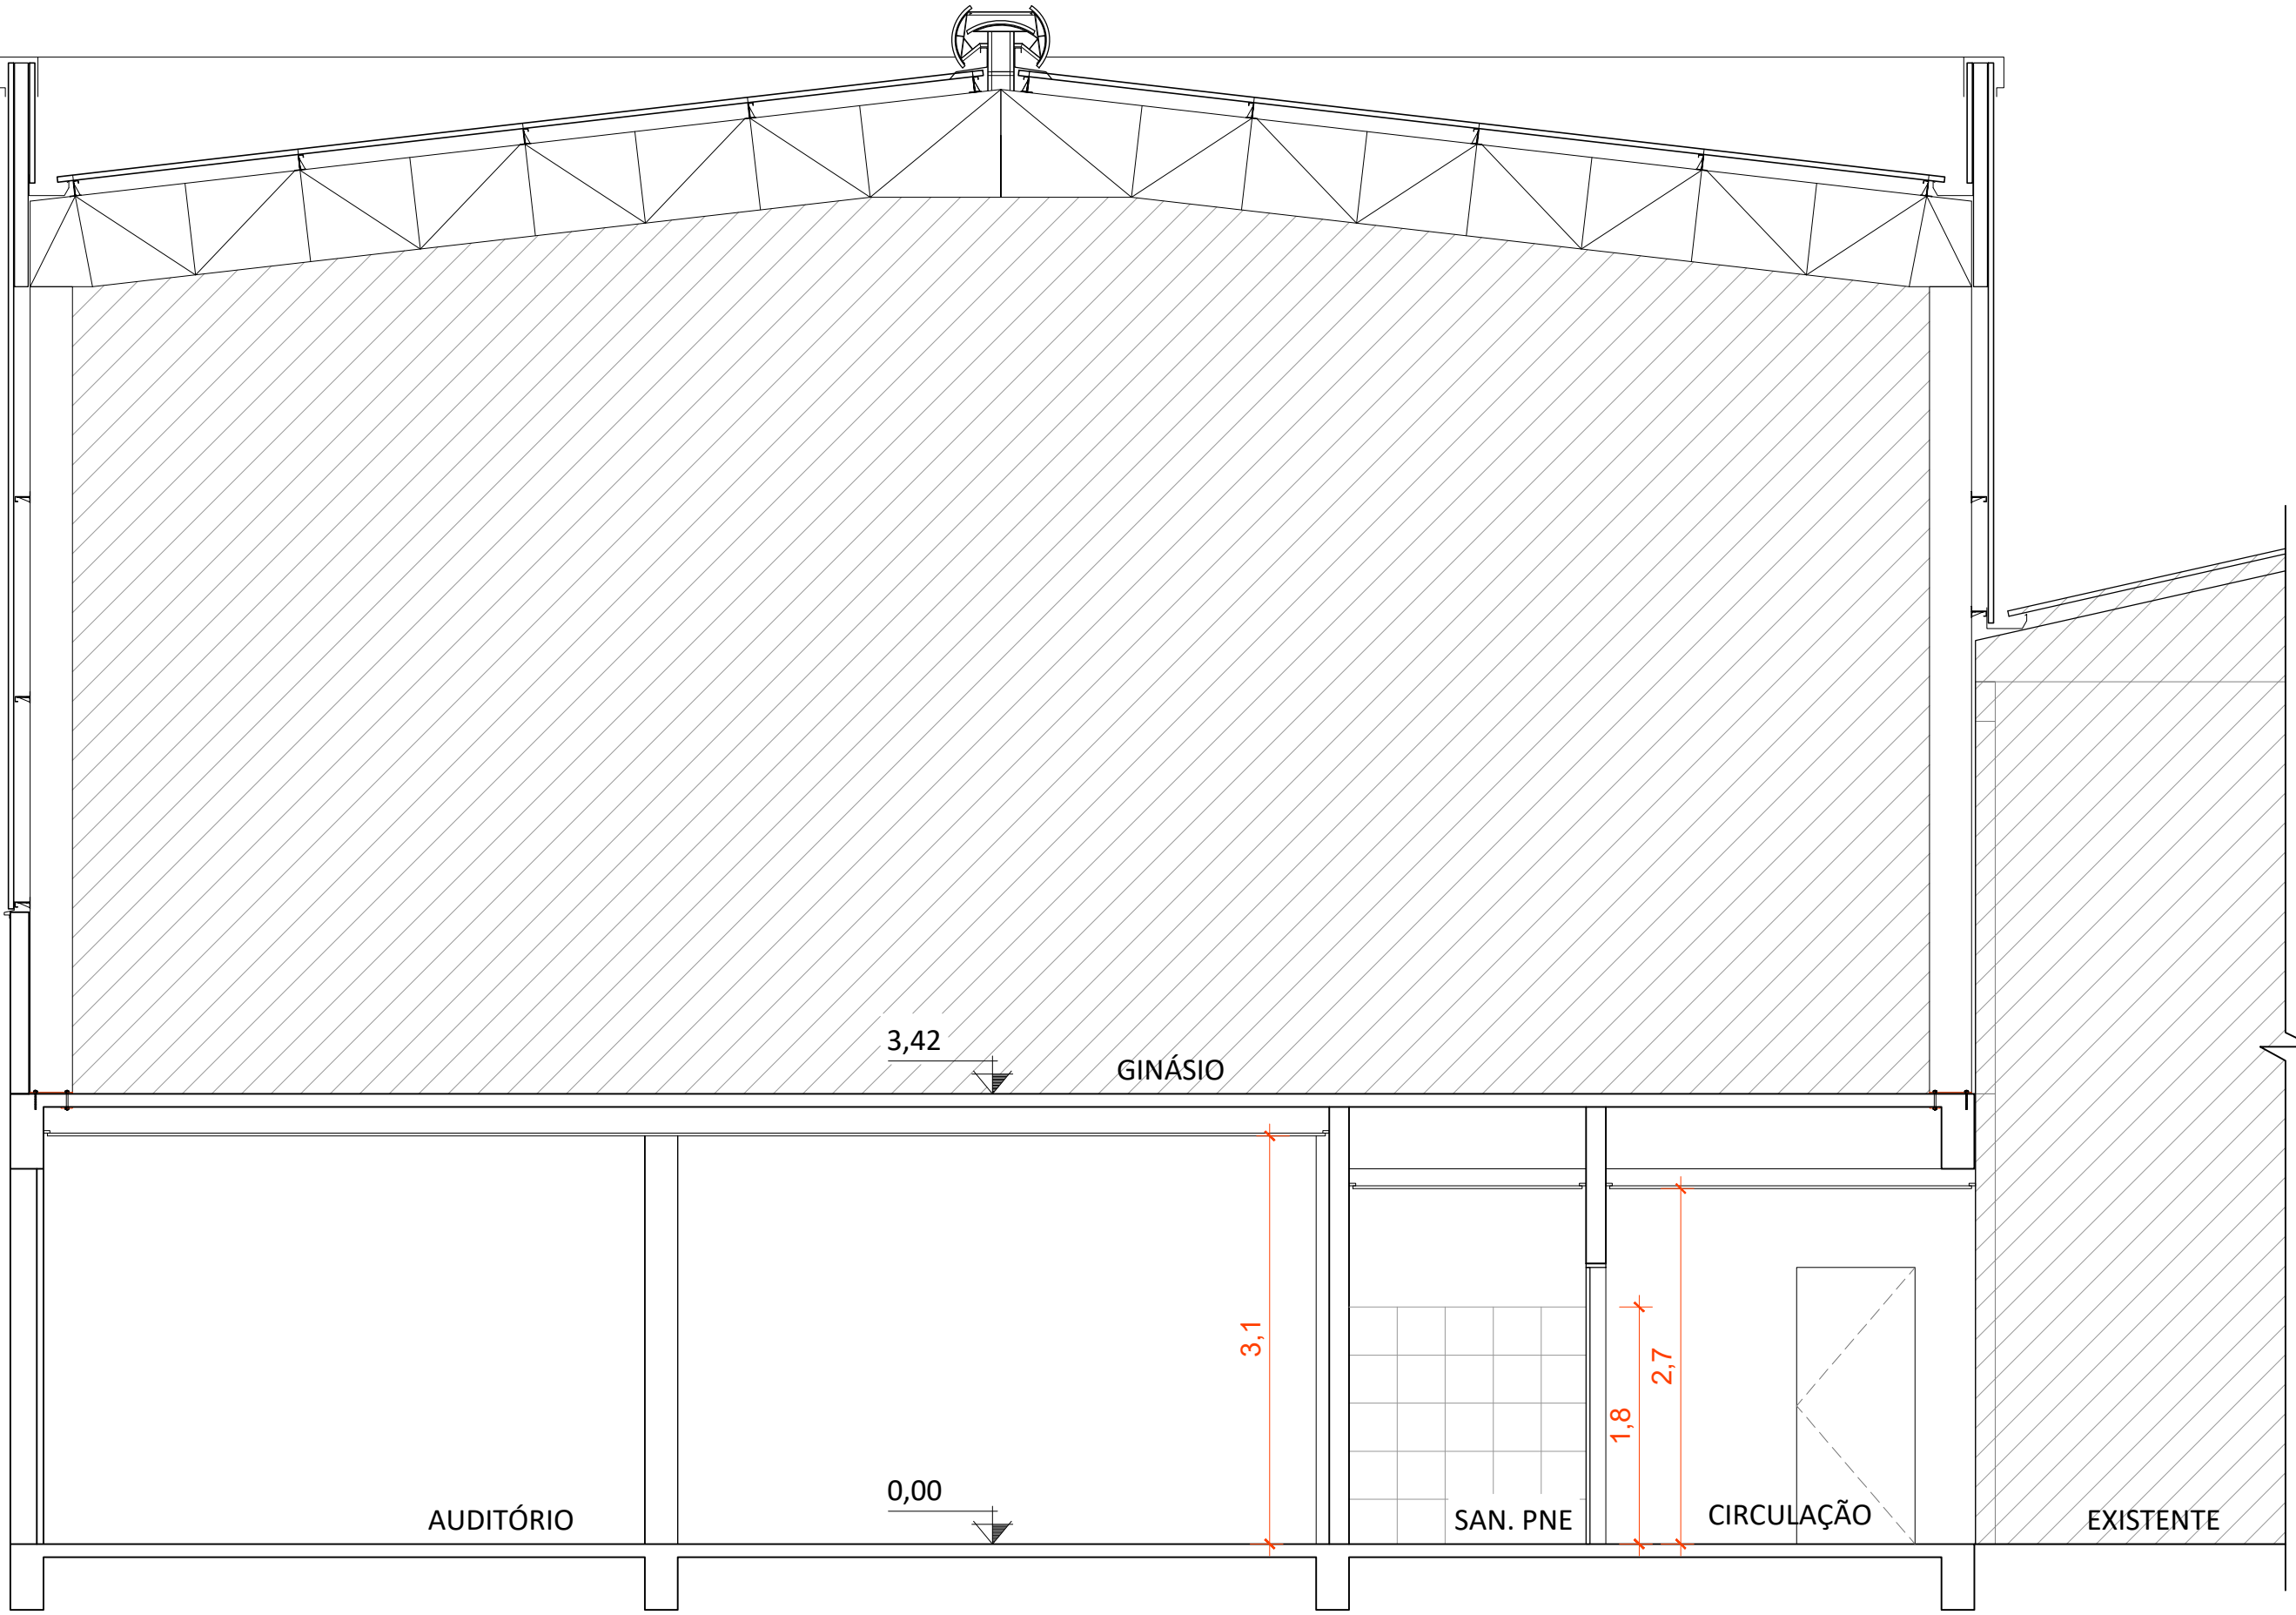 3,42
GINÁSIO
3,1
2,7
1,8
0,00
AUDITÓRIO
SAN. PNE
CIRCULAÇÃO
EXISTENTE